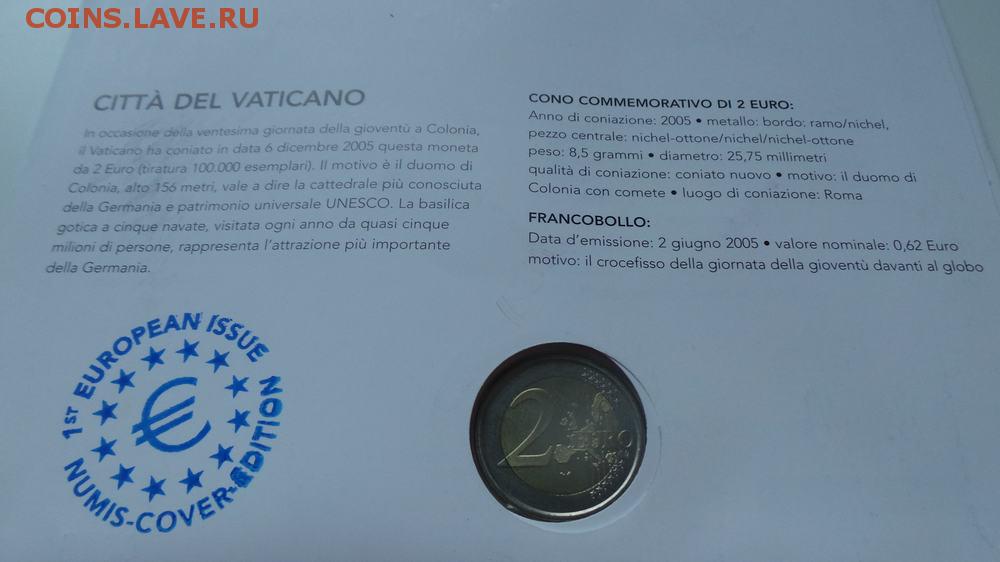 COINS.LAVE.RU
CITTÀ DEL VATICANO
In occasione della ventesima giornata della gioventù a Colonia,
il Vaticano ha coniato in data 6 dicembre 2005 questa moneta
da 2 Euro (tiratura 100.000 esemplari). Il motivo è il duomo di
Colonia, alto 156 metri, vale a dire la cattedrale più conosciuta
della Germania e patrimonio universale UNESCO. La basilica
gotica a cinque navate, visitata ogni anno da quasi cinque
milioni di persone, rappresenta l'attrazione più importante
della Germania.
CONO COMMEMORATIVO DI 2 EURO:
Anno di coniazione: 2005 • metallo: bordo: ramo/nichel,
pezzo centrale: nichel-ottone/nichel/nichel-ottone
peso: 8,5 grammi • diametro: 25,75 millimetri
qualità di coniazione: coniato nuovo • motivo: il duomo di
Colonia con comete • luogo di coniazione: Roma
FRANCOBOLLO:
Data d'emissione: 2 giugno 2005 • valore nominale: 0,62 Euro
motivo: il crocefisso della giornata della gioventù davanti al globo
1ST EUROPEAN ISSUE
€
NUMIS-COVER-EDITION
2 EURO